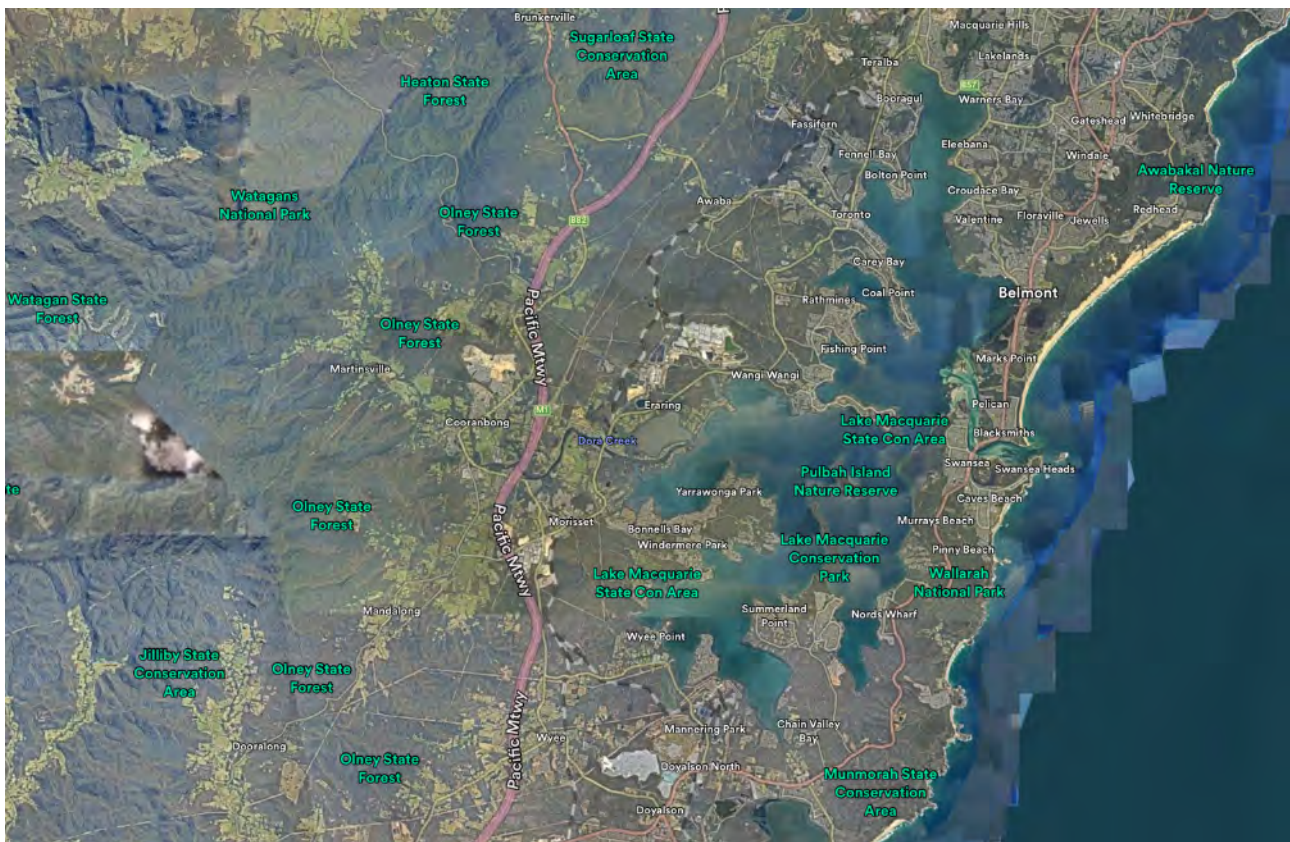 Brunkerville
Sugarloaf State
Conservation
Area
Macquarie Hills
Lakelands
Teralba
Heaton State
Forest
B57
Booragul
Warners Bay
Whitebridge
Gateshead
Fassifern
Eleebana
Fennell Bay
Windale
Bolton Point
Awabakal Nature
Reserve
Watagans
National Park
Croudace Bay
Awaba
Olney State
Forest
B82
Toronto
Valentine
Floraville
Jewells
Redhead
Carey Bay
Watagan State
Forest
Pacific Mtwy
Rathmines
Coal Point
Belmont
Olney State
Forest
Fishing Point
Marks Point
Martinsville
Wangi Wangi
Eraring
Pelican
M1
Cooranbong
Lake Macquarie
State Con Area
Blacksmiths
Dora Creek
Swansea
Swansea Heads
Pulbah Island
Nature Reserve
te
Yarrawonga Park
Caves Beach
Olney State
Forest
Pacific Mtwy
Morisset
Bonnells Bay
Murrays Beach
Windermere Park
Lake Macquarie
Conservation
Park
Pinny Beach
Lake Macquarie
State Con Area
Wallarah
National Park
Mandalong
Summerland
Point
Nords Wharf
Wyee Point
Jilliby State
Conservation
Area
Olney State
Forest
Pacific Mtwy
Mannering Park
Chain Valley
Bay
Wyee
Dooralong
Olney State
Forest
Doyalson North
Munmorah State
Conservation
Area
Doyalson